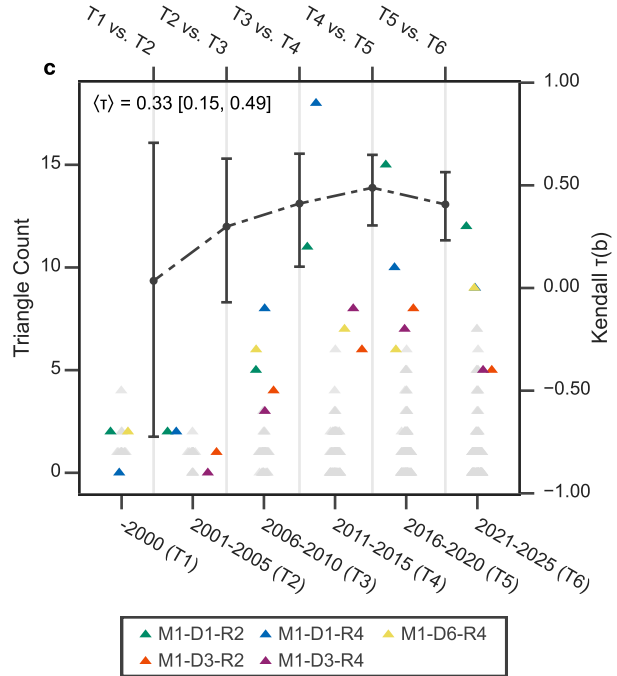 T1 vs. T2
T2 vs. T3
T3 vs. T4
T4 vs. T5
T5 vs. T6
c
⟨τ⟩ = 0.33 [0.15, 0.49]
Triangle Count
15
10
5
0
1.00
0.50
0.00
−0.50
−1.00
Kendall τ(b)
-2000 (T1)
2001-2005 (T2)
2006-2010 (T3)
2011-2015 (T4)
2016-2020 (T5)
2021-2025 (T6)
M1-D1-R2 M1-D1-R4 M1-D6-R4
M1-D3-R2 M1-D3-R4